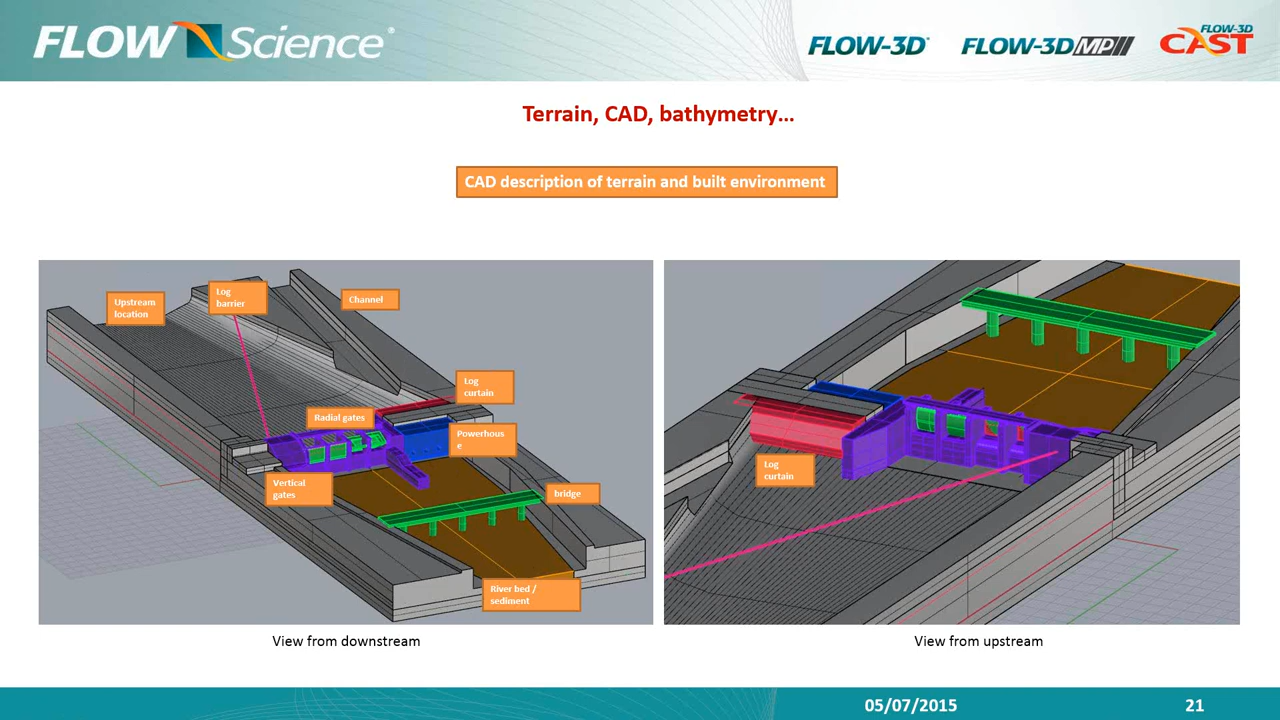 FLOW Science®
FLOW-3D® FLOW-3D MP FLOW-3D CAST
Terrain, CAD, bathymetry...
CAD description of terrain and built environment
Upstream
location
Log
barrier
Channel
Log
curtain
Radial gates
Powerhous
e
Vertical
gates
bridge
River bed /
sediment
Log
curtain
View from downstream
View from upstream
05/07/2015
21